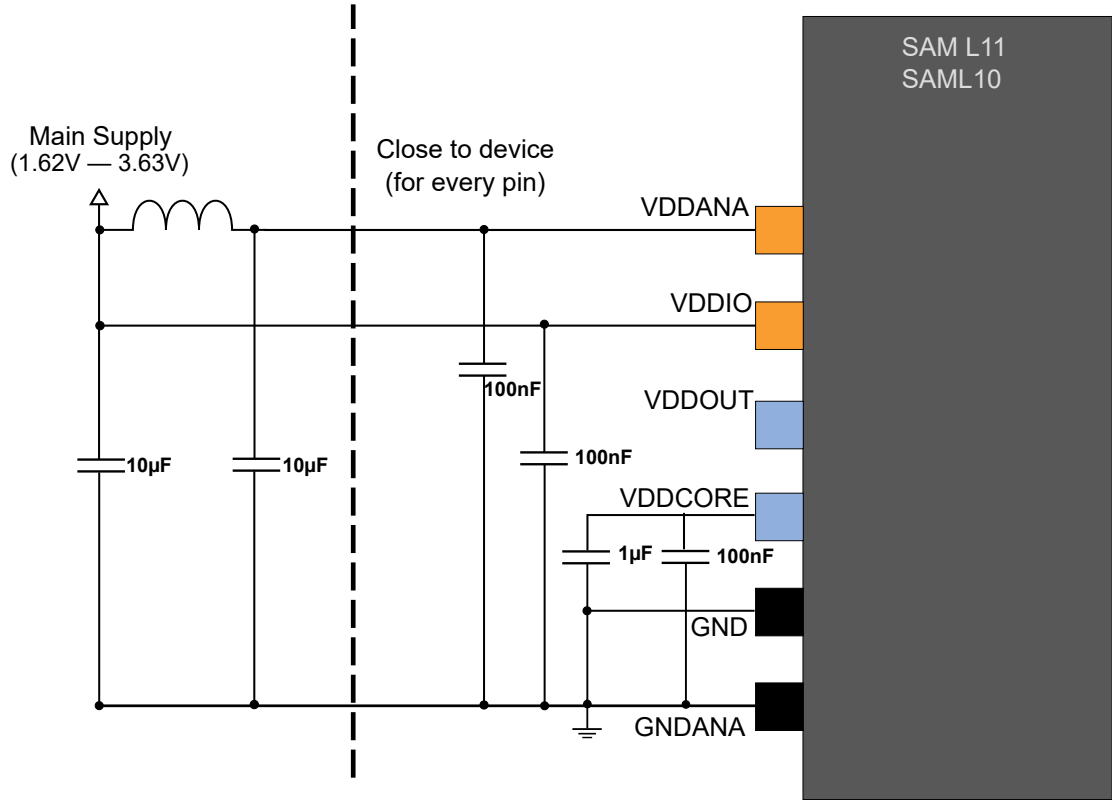 SAM L11
SAML10
Main Supply
(1.62V — 3.63V)
Close to device
(for every pin)
VDDANA
VDDIO
100nF
VDDOUT
10µF
10µF
100nF
VDDCORE
1µF
100nF
GND
GNDANA